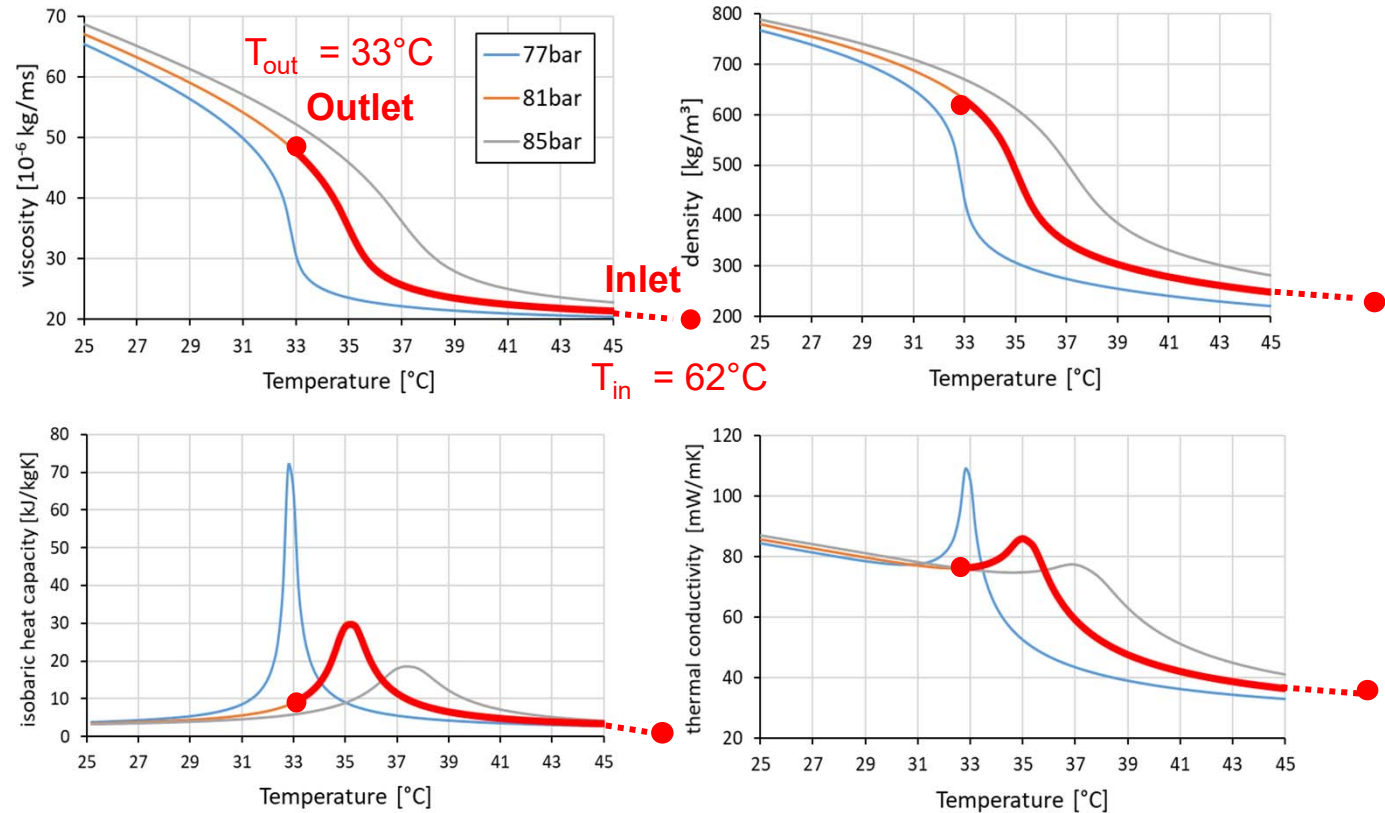 viscosity [10⁻⁶ kg/ms]
70
60
50
40
30
20
T_out = 33°C
Outlet
77bar
81bar
85bar
Inlet
25 27 29 31 33 35 37 39 41 43 45
Temperature [°C]
density [kg/m³]
800
700
600
500
400
300
200
25 27 29 31 33 35 37 39 41 43 45
Temperature [°C]
T_in = 62°C
isobaric heat capacity [kJ/kgK]
80
70
60
50
40
30
20
10
0
25 27 29 31 33 35 37 39 41 43 45
Temperature [°C]
thermal conductivity [mW/mK]
120
100
80
60
40
20
25 27 29 31 33 35 37 39 41 43 45
Temperature [°C]